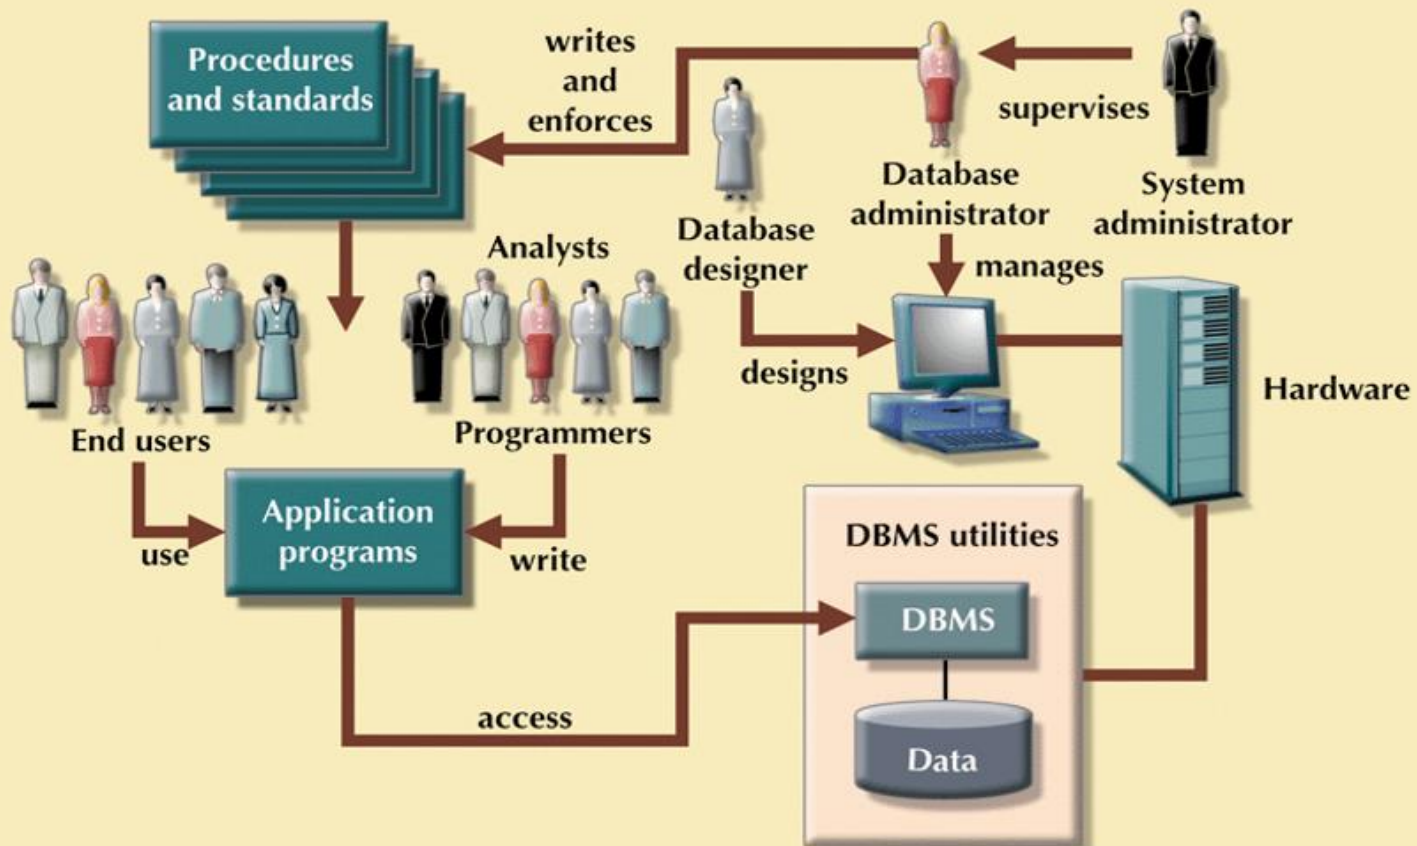 Procedures
and standards
writes
and
enforces
supervises
Database
administrator
System
administrator
Database
designer
Analysts
manages
designs
Hardware
End users
Programmers
Application
programs
use
write
DBMS utilities
DBMS
access
Data